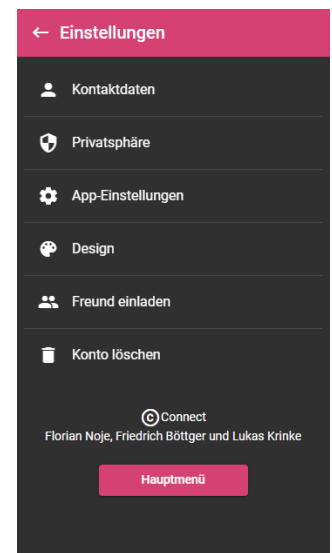 Einstellungen
Kontaktdaten
Privatsphäre
App-Einstellungen
Design
Freund einladen
Konto löschen
© Connect
Florian Noje, Friedrich Böttger und Lukas Krinke
Hauptmenü